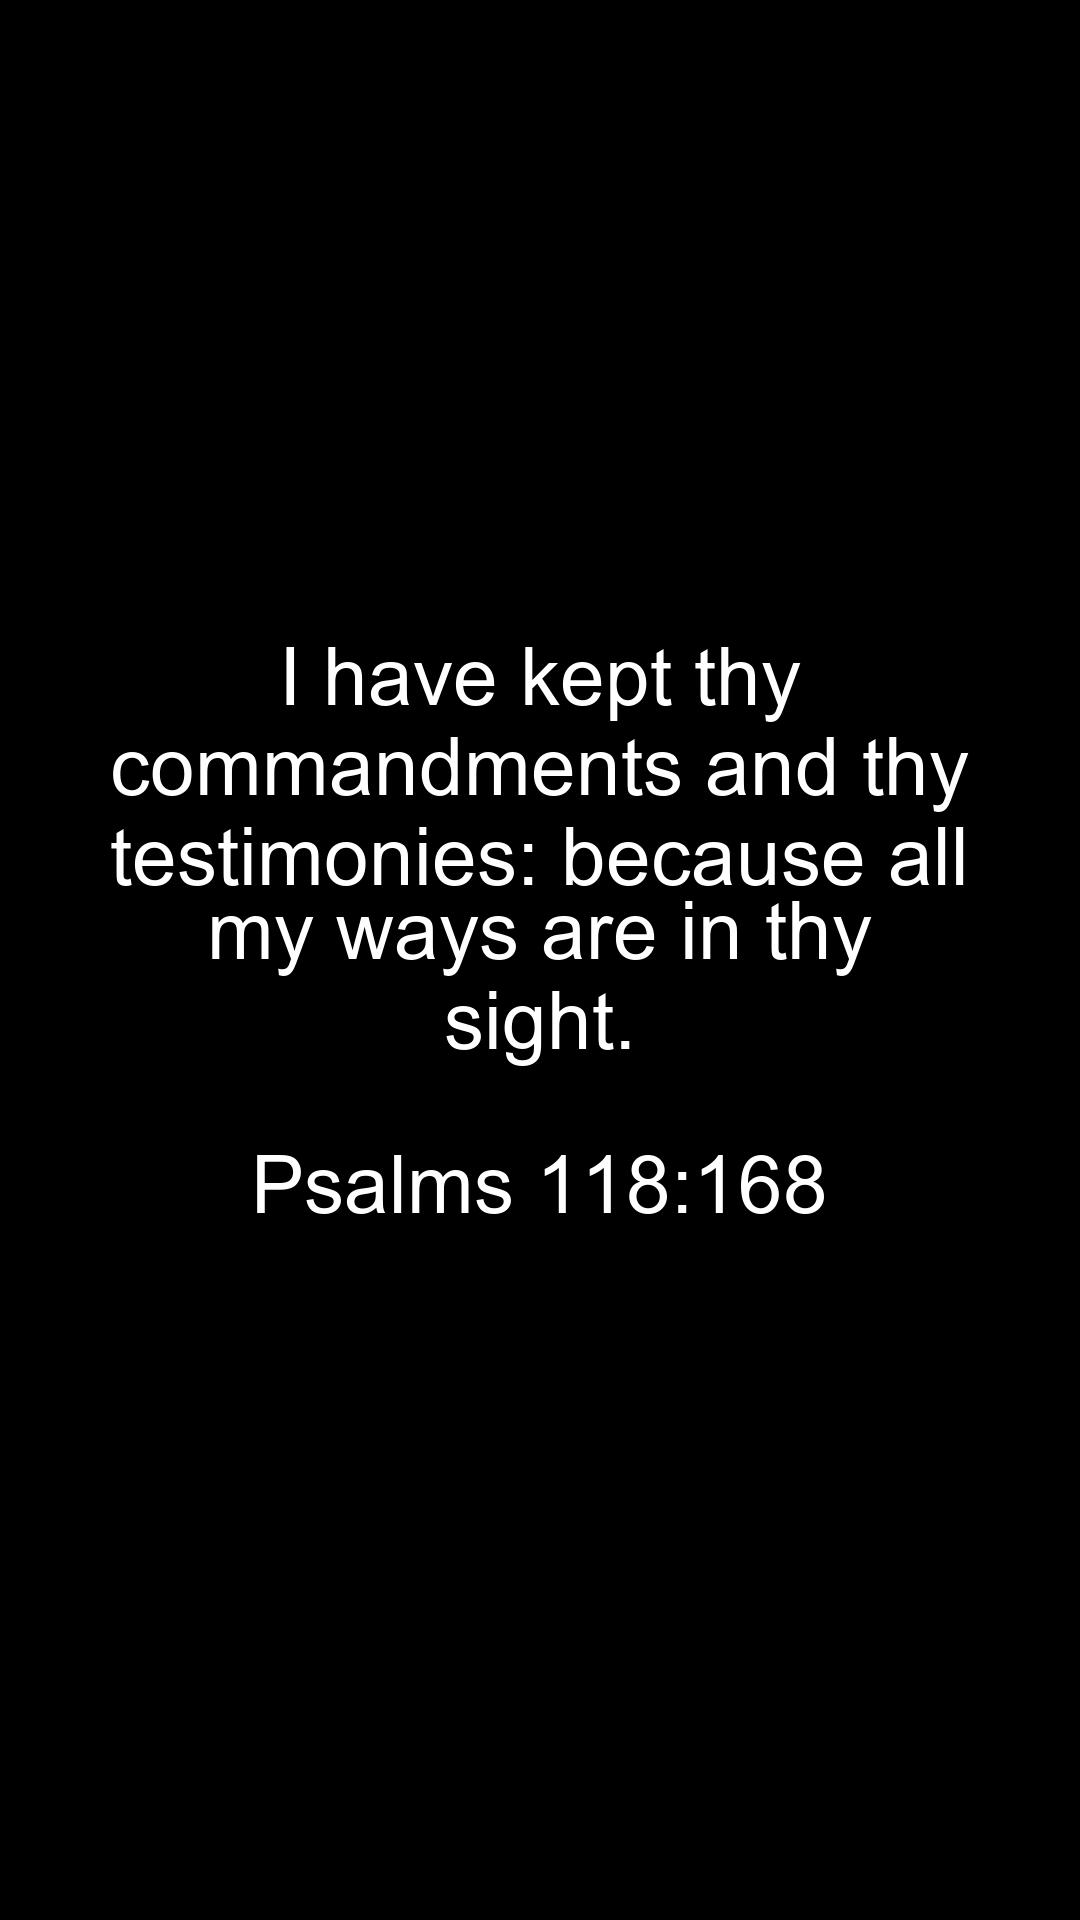 I have kept thy
commandments and thy
testimonies: because all
my ways are in thy
sight.
Psalms 118:168